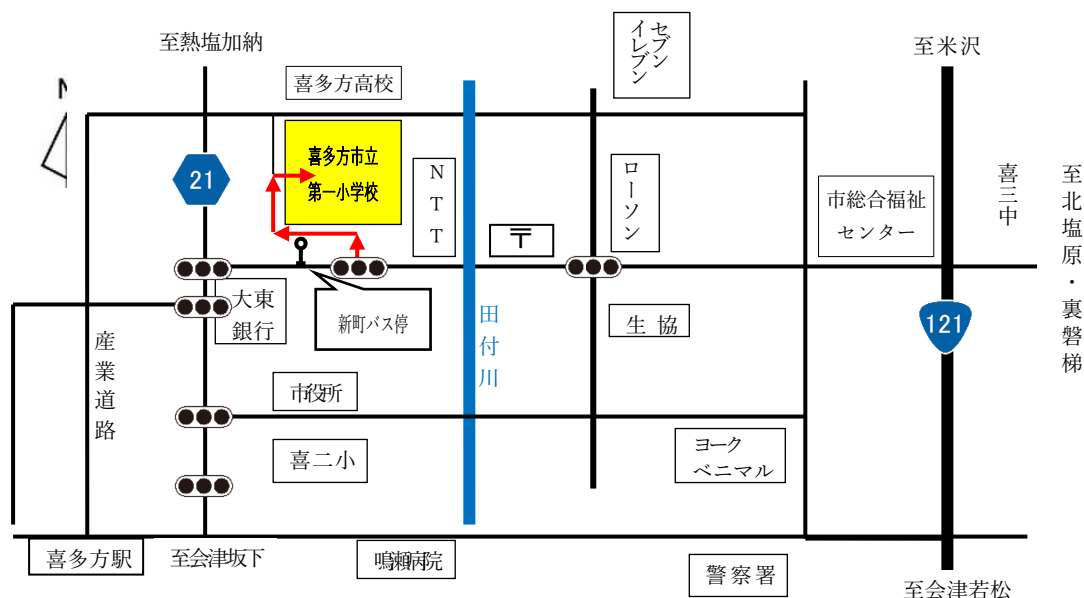 至熱塩加納
セブン
イレブン
至米沢
喜多方高校
N
喜多方市立
第一小学校
21
NTT
ローソン
〒
市総合福祉
センター
喜三中
至北塩原・裏磐梯
大東
銀行
新町バス停
田付川
生協
121
産業道路
市役所
喜二小
ヨーク
ベニマル
喜多方駅
至会津坂下
鳴瀬病院
警察署
至会津若松